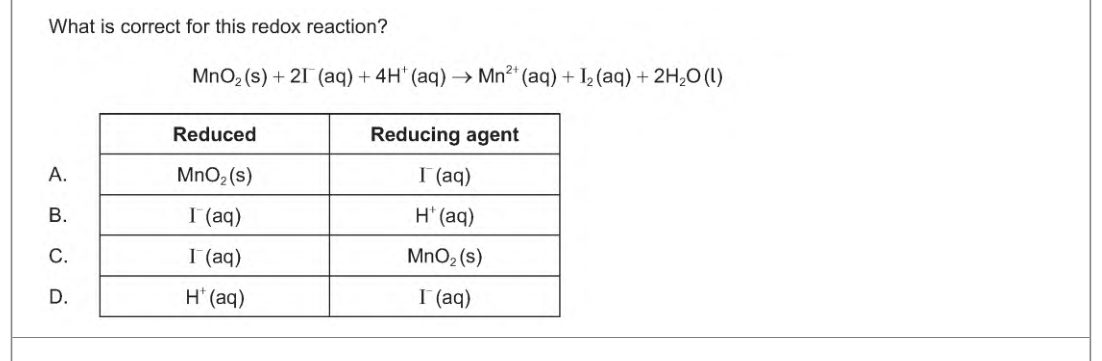 What is correct for this redox reaction?
MnO₂(s) + 2I⁻(aq) + 4H⁺(aq) → Mn²⁺(aq) + I₂(aq) + 2H₂O(l)
Reduced Reducing agent
A. MnO₂(s) I⁻(aq)
B. I⁻(aq) H⁺(aq)
C. I⁻(aq) MnO₂(s)
D. H⁺(aq) I⁻(aq)